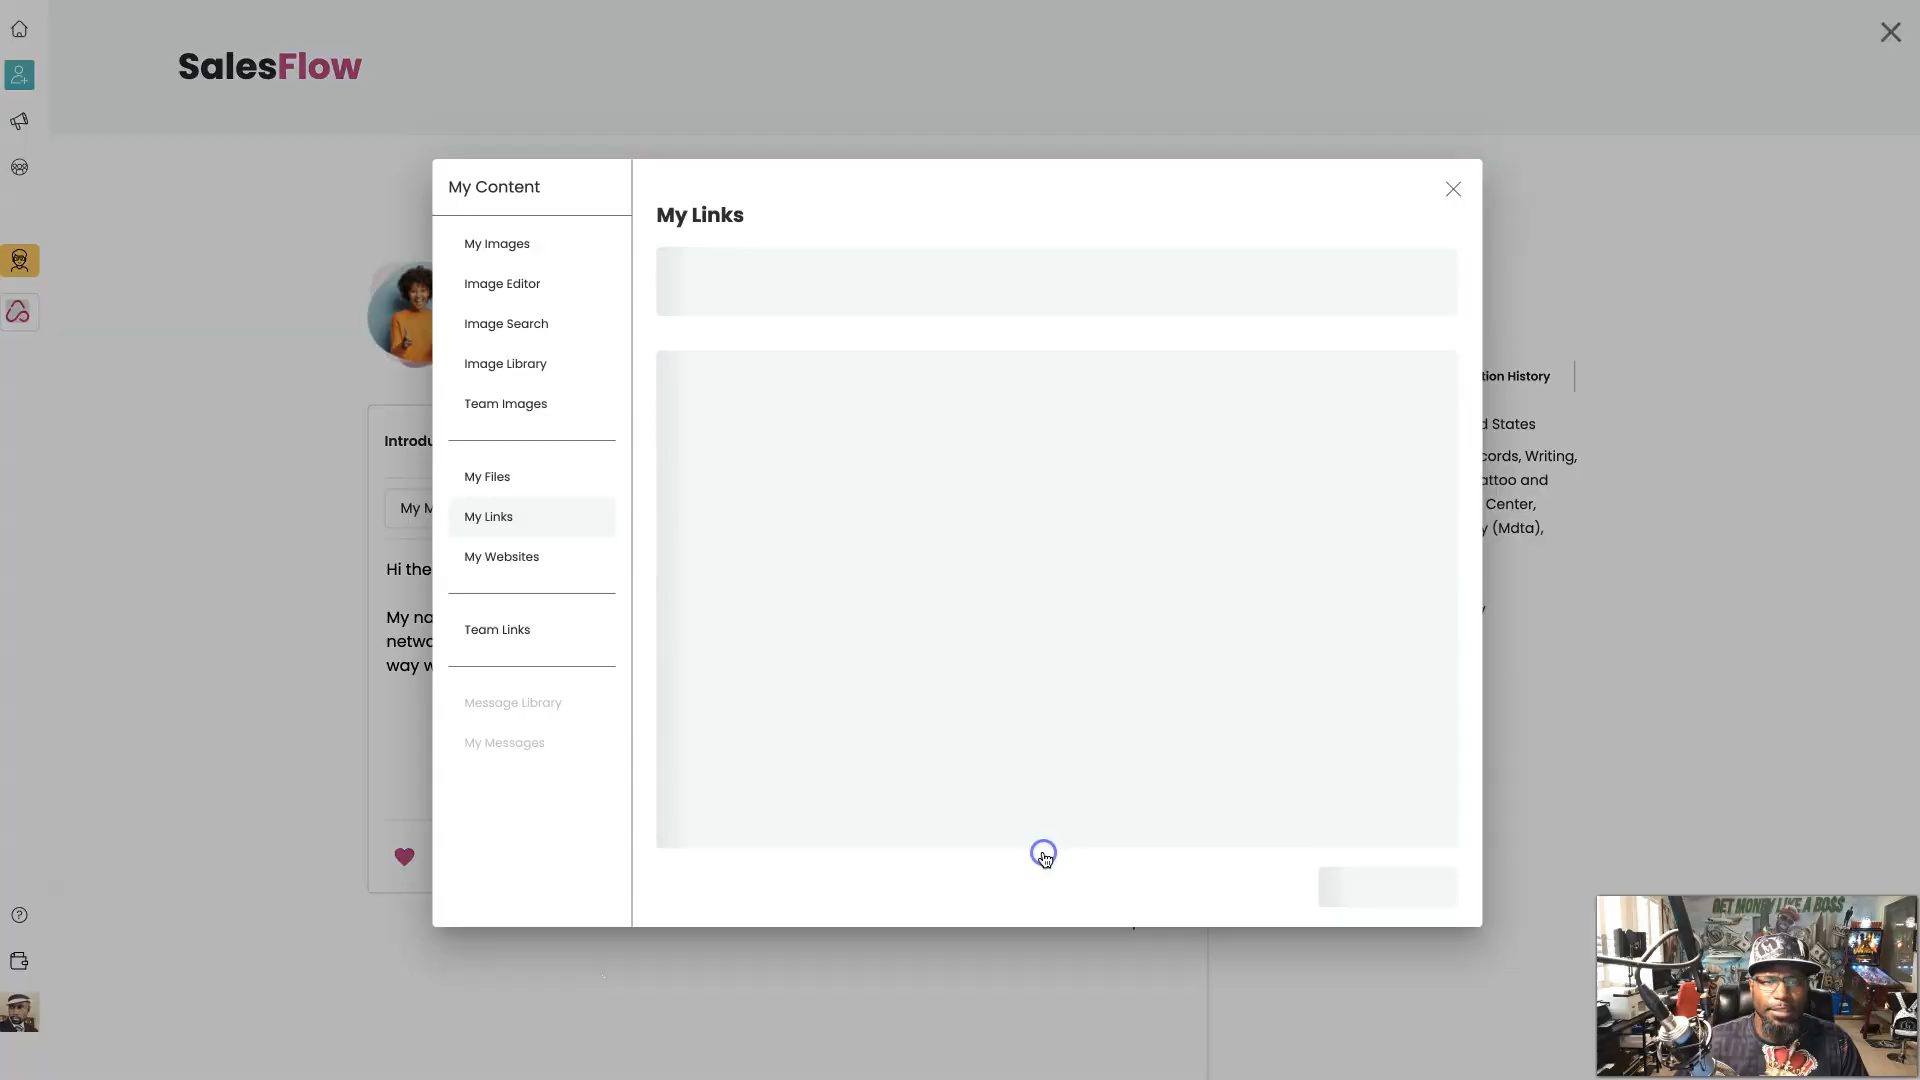 SalesFlow
My Content
My Images
Image Editor
Image Search
Image Library
Team Images
My Files
My Links
My Websites
Team Links
Message Library
My Messages
My Links
Introdu
My M
Hi the
My na
netwo
way w
tion History
d States
cords, Writing,
attoo and
Center,
y (Mdta),
y
GET MONEY LIKE A BOSS